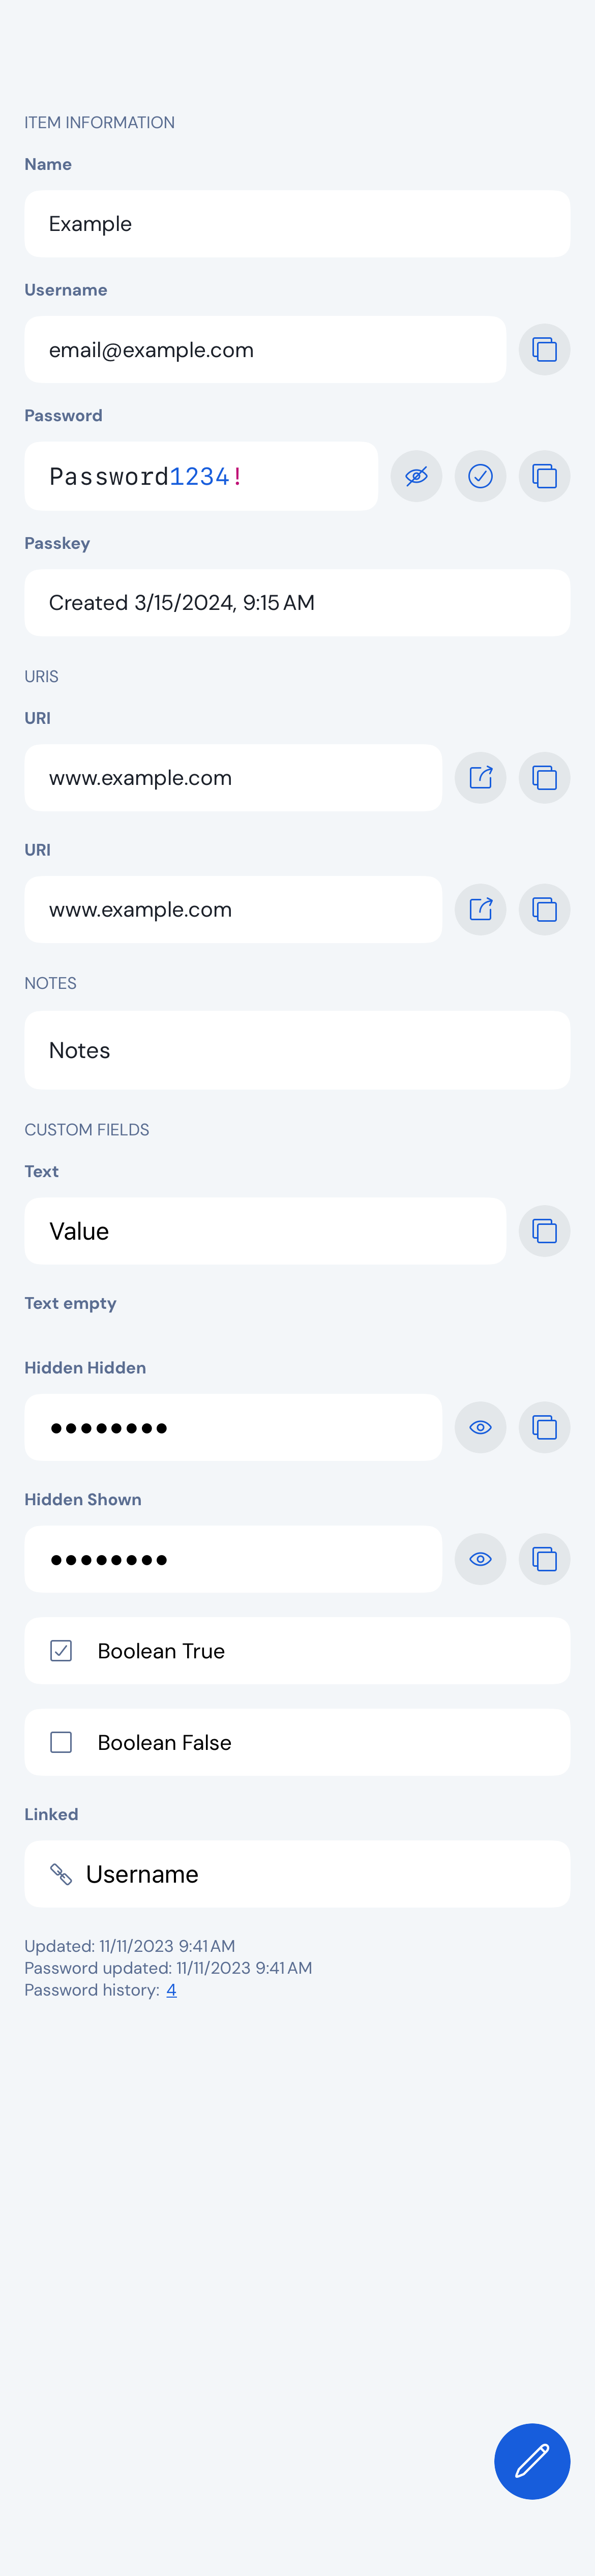 ITEM INFORMATION
Name
Example
Username
email@example.com
Password
Password1234!
Passkey
Created 3/15/2024, 9:15 AM
URIS
URI
www.example.com
URI
www.example.com
NOTES
Notes
CUSTOM FIELDS
Text
Value
Text empty
Hidden Hidden
●●●●●●●●
Hidden Shown
●●●●●●●●
Boolean True
Boolean False
Linked
Username
Updated: 11/11/2023 9:41 AM
Password updated: 11/11/2023 9:41 AM
Password history: 4